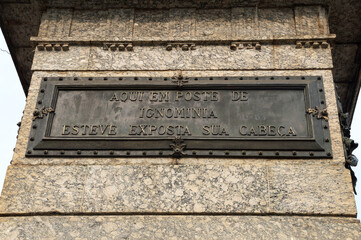 AQUI EM POSTE DE
IGNOMINIA
ESTEVE EXPOSTA SUA CABEÇA